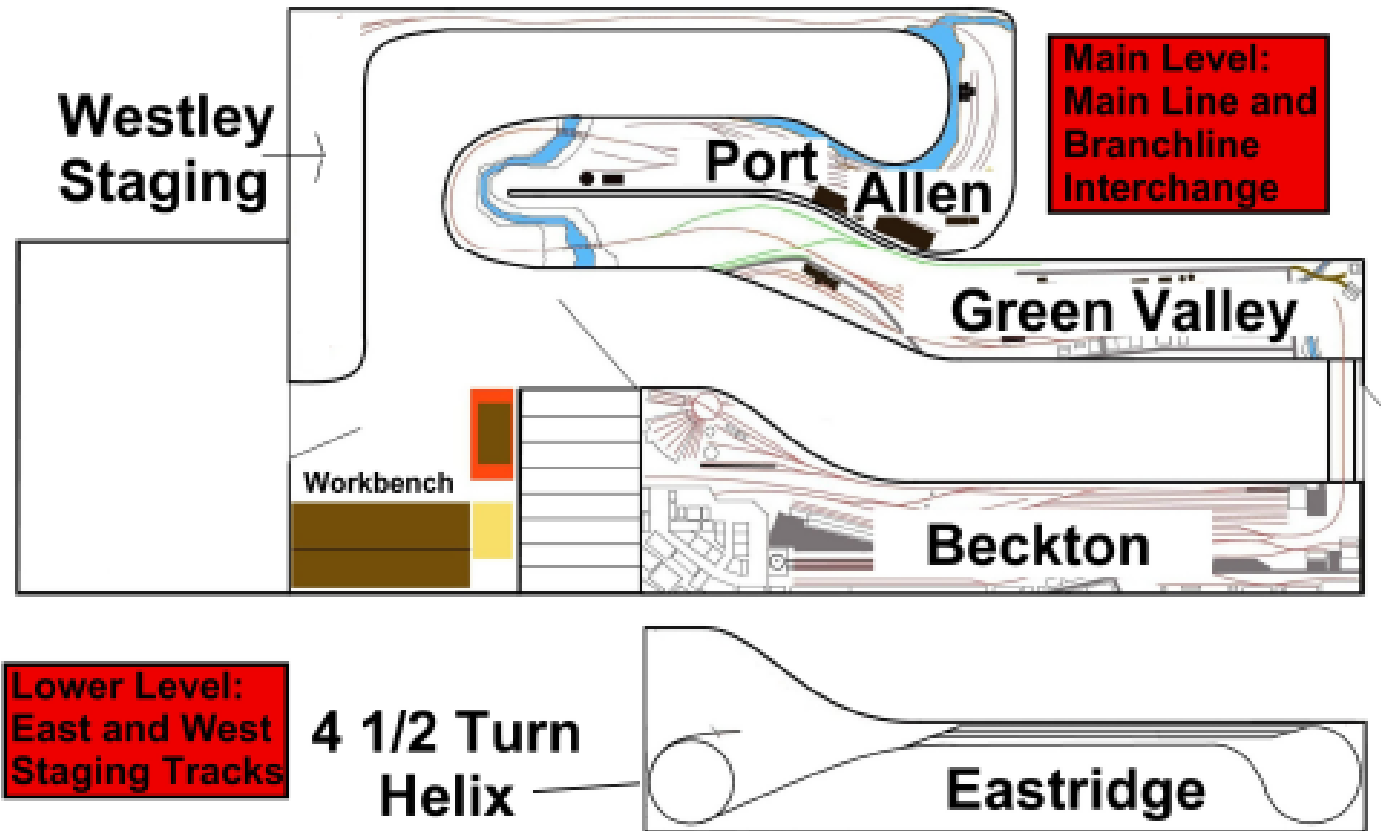 Westley
Staging
Main Level:
Main Line and
Branchline
Interchange
Port
Allen
Green Valley
Workbench
Beckton
Lower Level:
East and West
Staging Tracks
4 1/2 Turn
Helix
Eastridge